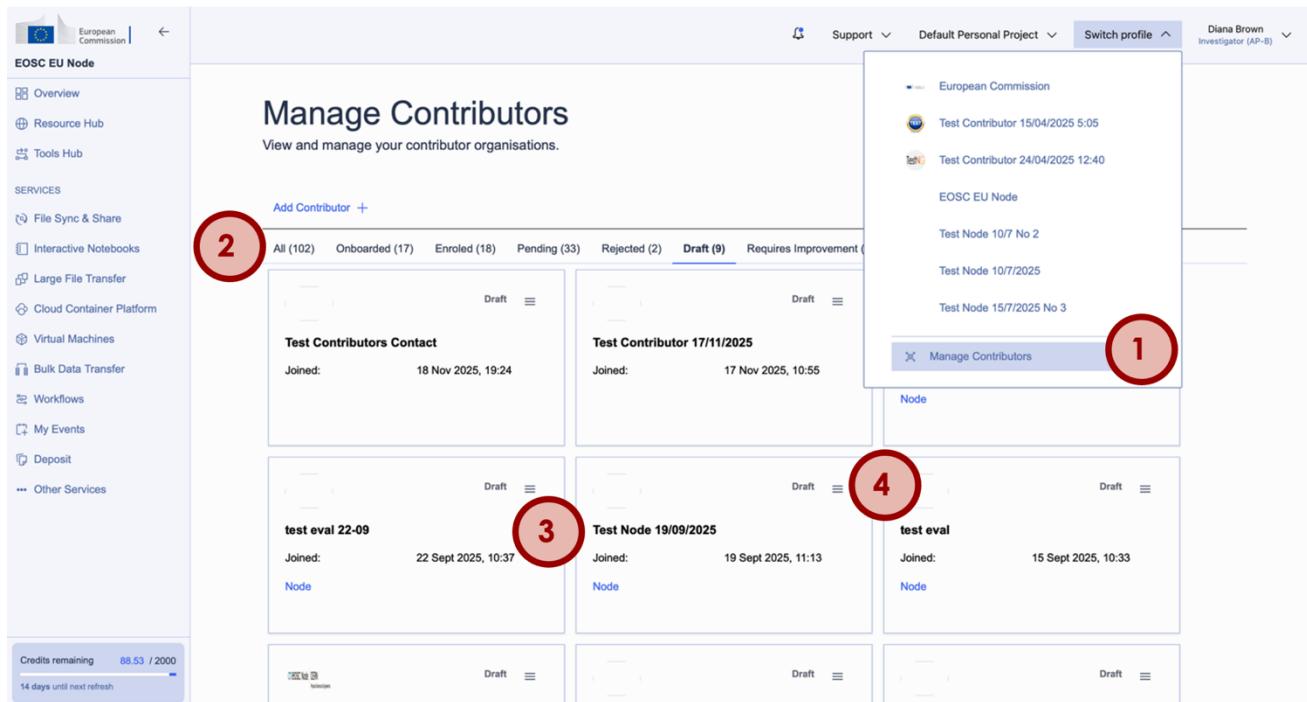 European
Commission
EOSC EU Node
Overview
Resource Hub
Tools Hub
SERVICES
File Sync & Share
Interactive Notebooks
Large File Transfer
Cloud Container Platform
Virtual Machines
Bulk Data Transfer
Workflows
My Events
Deposit
Other Services
Credits remaining 88.53 / 2000
14 days until next refresh
Support
Default Personal Project
Switch profile
Diana Brown
Investigator (AP-B)
European Commission
TEST
Test Contributor 15/04/2025 5:05
Test Contributor 24/04/2025 12:40
EOSC EU Node
Test Node 10/7 No 2
Test Node 10/7/2025
Test Node 15/7/2025 No 3
Manage Contributors
1
Manage Contributors
View and manage your contributor organisations.
Add Contributor +
2
All (102) Onboarded (17) Enroled (18) Pending (33) Rejected (2) Draft (9) Requires Improvement (
Draft
Test Contributors Contact
Joined: 18 Nov 2025, 19:24
Draft
Test Contributor 17/11/2025
Joined: 17 Nov 2025, 10:55
Node
Draft
test eval 22-09
Joined: 22 Sept 2025, 10:37
Node
3
Draft
Test Node 19/09/2025
Joined: 19 Sept 2025, 11:13
Node
4
Draft
test eval
Joined: 15 Sept 2025, 10:33
Node
Draft
Draft
Draft